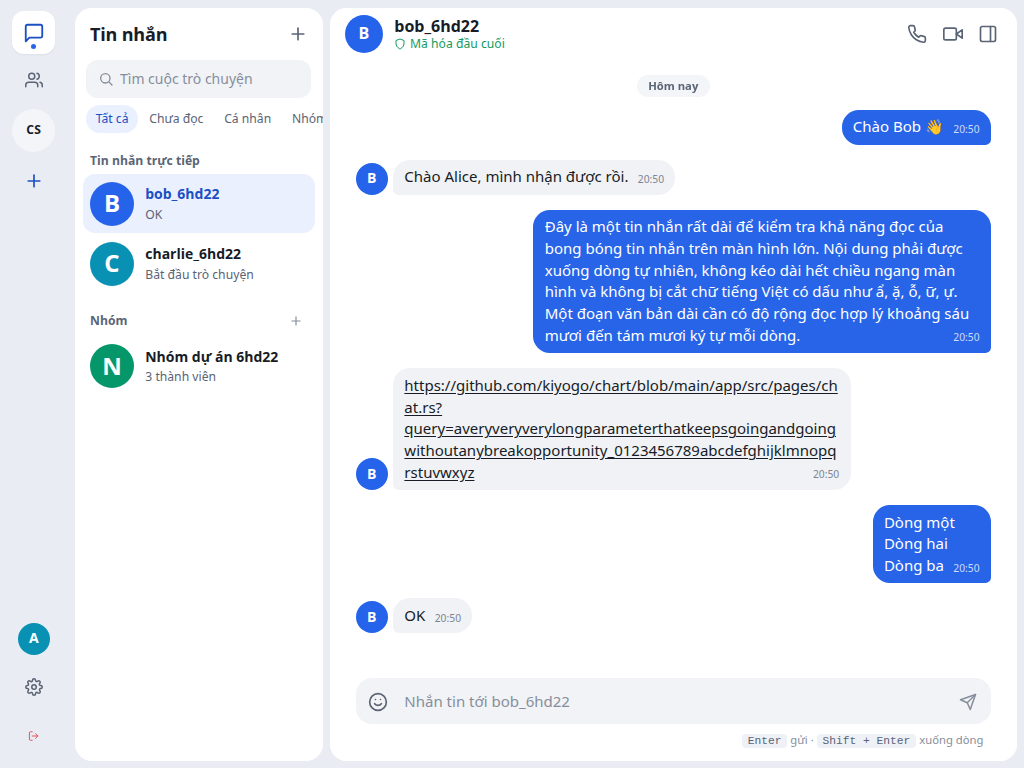 CS
A
Tin nhắn
Tìm cuộc trò chuyện
Tất cả
Chưa đọc
Cá nhân
Nhóm
Tin nhắn trực tiếp
B
bob_6hd22
OK
C
charlie_6hd22
Bắt đầu trò chuyện
Nhóm
N
Nhóm dự án 6hd22
3 thành viên
B
bob_6hd22
Mã hóa đầu cuối
Hôm nay
Chào Bob 👋 20:50
B
Chào Alice, mình nhận được rồi. 20:50
Đây là một tin nhắn rất dài để kiểm tra khả năng đọc của
bong bóng tin nhắn trên màn hình lớn. Nội dung phải được
xuống dòng tự nhiên, không kéo dài hết chiều ngang màn
hình và không bị cắt chữ tiếng Việt có dấu như ẩ, ặ, ỗ, ữ, ự.
Một đoạn văn bản dài cần có độ rộng đọc hợp lý khoảng sáu
mươi đến tám mươi ký tự mỗi dòng. 20:50
https://github.com/kiyogo/chart/blob/main/app/src/pages/ch
at.rs?
query=averyveryverylongparameterthatkeepsgoingandgoing
withoutanybreakopportunity_0123456789abcdefghijklmnopq
rstuvwxyz 20:50
B
Dòng một
Dòng hai
Dòng ba 20:50
B
OK 20:50
Nhắn tin tới bob_6hd22
Enter gửi · Shift + Enter xuống dòng